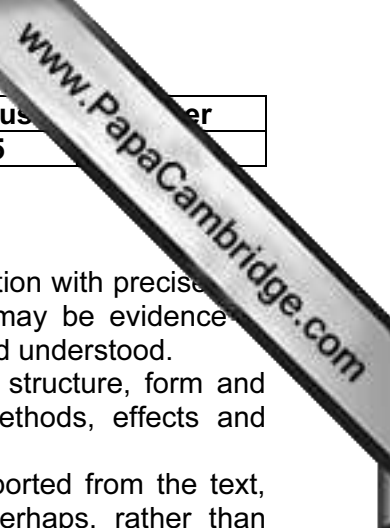 www.PapaCambridge.com
us er
5
tion with precise
may be evidence
d understood.
structure, form and
ethods, effects and
ported from the text,
erhaps, rather than